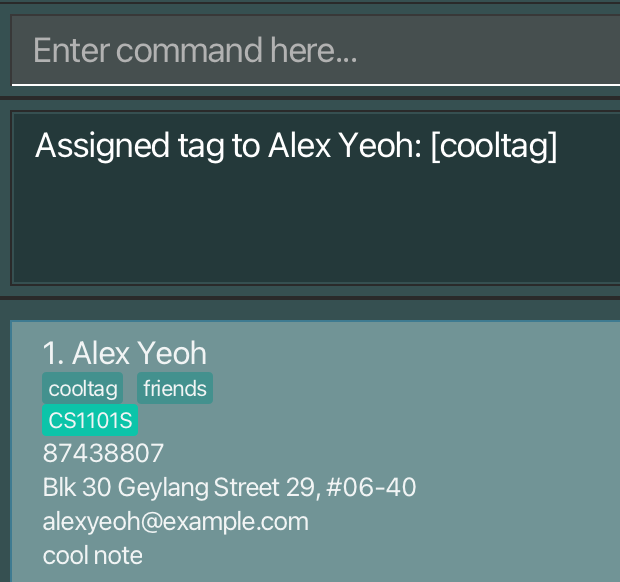 Enter command here...
Assigned tag to Alex Yeoh: [cooltag]
1. Alex Yeoh
cooltag friends
CS1101S
87438807
Blk 30 Geylang Street 29, #06-40
alexyeoh@example.com
cool note